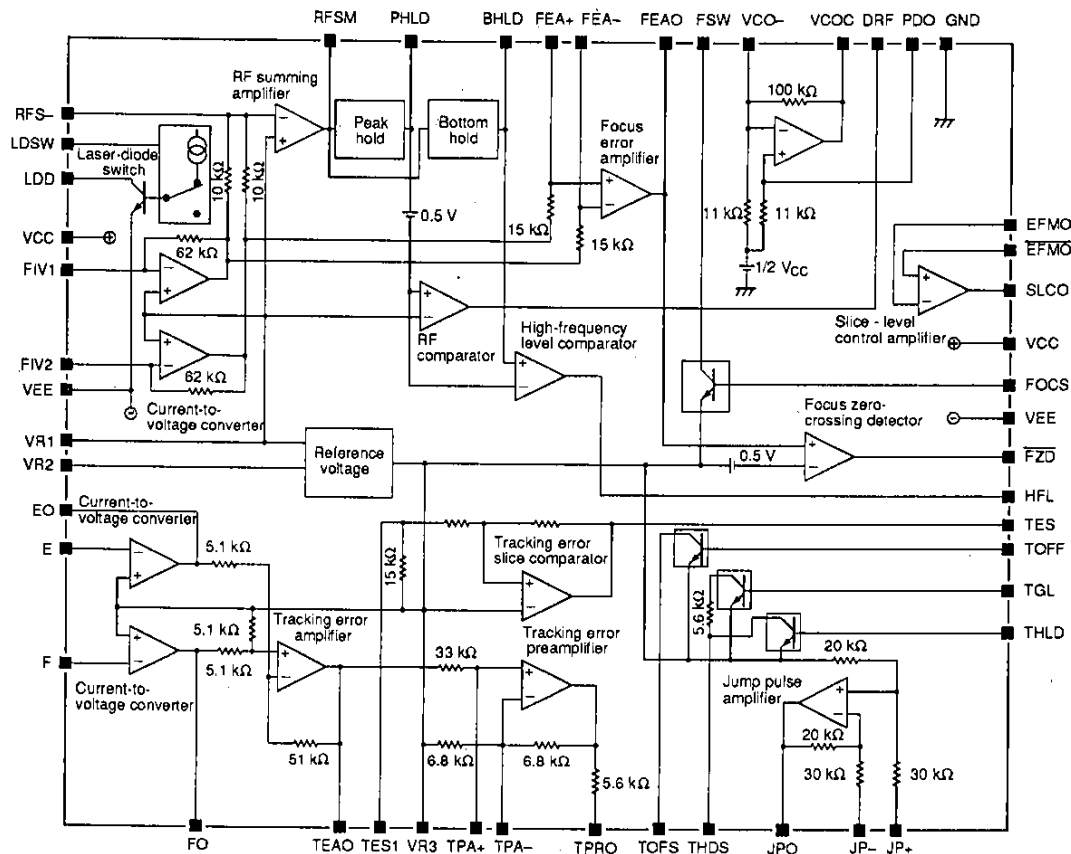 RFSM PHLD BHLD FEA+ FEA− FEAO FSW VCO− VCOC DRF PDO GND
RF summing
amplifier
100 kΩ
RFS−
Peak
hold
Bottom
hold
Focus
error
amplifier
LDSW
Laser-diode
switch
LDD
10 kΩ
10 kΩ
0.5 V
15 kΩ
15 kΩ
11 kΩ
11 kΩ
EFMO
EFMO
VCC
62 kΩ
FIV1
1/2 VCC
SLCO
Slice - level
control amplifier
RF
comparator
High-frequency
level comparator
VCC
FIV2
62 kΩ
VEE
FOCS
Current-to-
voltage converter
Focus zero-
crossing detector
VEE
VR1
Reference
voltage
VR2
0.5 V
FZD
HFL
EO
Current-to-
voltage converter
TES
E
5.1 kΩ
15 kΩ
Tracking error
slice comparator
TOFF
TGL
5.6 kΩ
5.1 kΩ
Tracking error
amplifier
Tracking error
preamplifier
THLD
F
5.1 kΩ
33 kΩ
20 kΩ
Current-to-
voltage converter
Jump pulse
amplifier
51 kΩ
6.8 kΩ
6.8 kΩ
20 kΩ
5.6 kΩ
30 kΩ
30 kΩ
FO TEAO TES1 VR3 TPA+ TPA− TPRO TOFS THDS JPO JP− JP+